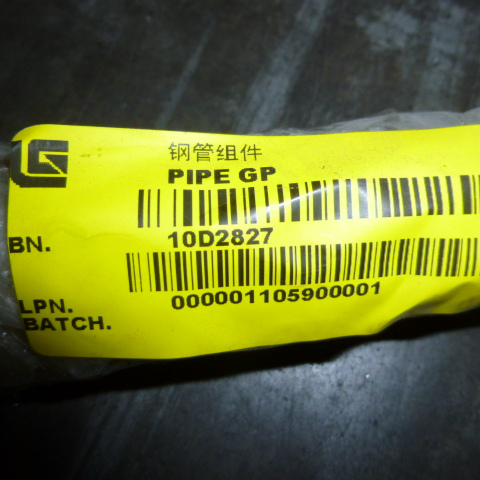 钢管组件
PIPE GP
BN. 10D2827
LPN. 000001105900001
BATCH.